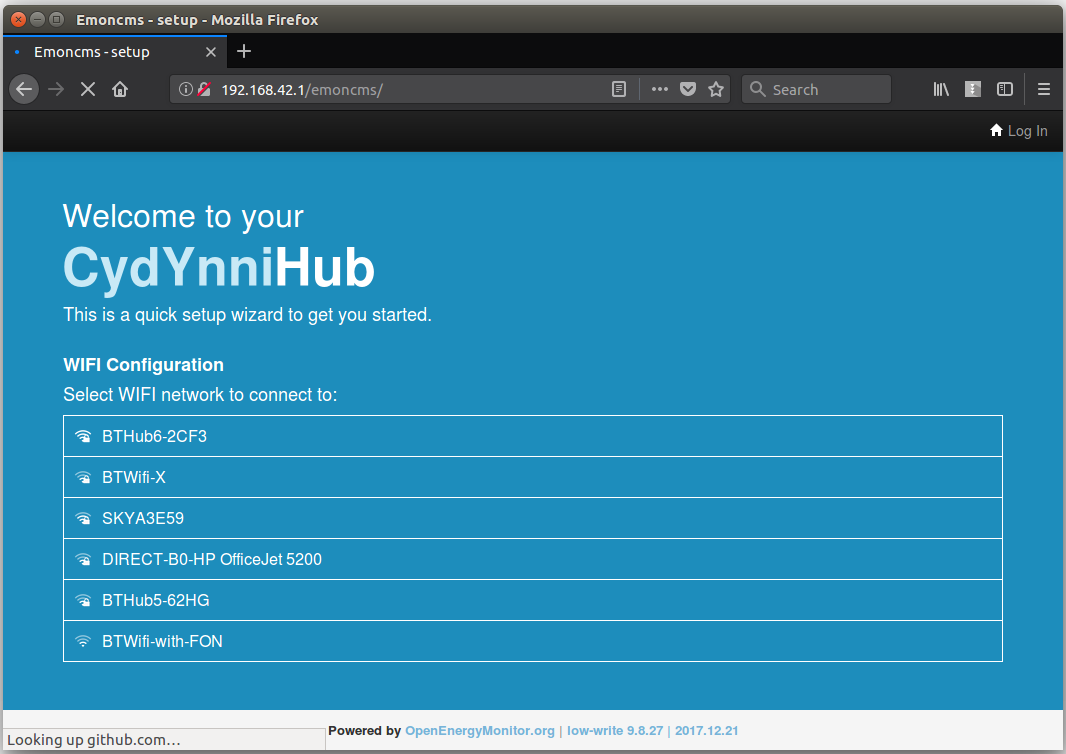 Emoncms - setup - Mozilla Firefox
Emoncms - setup
192.168.42.1/emoncms/
Search
Log In
Welcome to your
CydYnniHub
This is a quick setup wizard to get you started.
WIFI Configuration
Select WIFI network to connect to:
BTHub6-2CF3
BTWifi-X
SKYA3E59
DIRECT-B0-HP OfficeJet 5200
BTHub5-62HG
BTWifi-with-FON
Powered by OpenEnergyMonitor.org | low-write 9.8.27 | 2017.12.21
Looking up github.com…